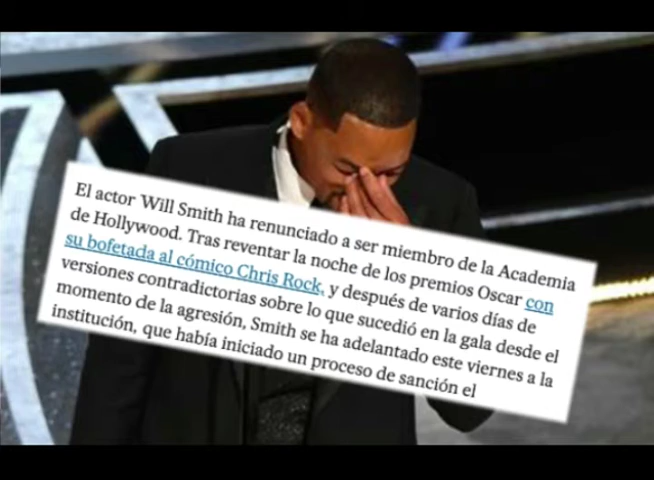 El actor Will Smith ha renunciado a ser miembro de la Academia
de Hollywood. Tras reventar la noche de los premios Oscar con
su bofetada al cómico Chris Rock, y después de varios días de
versiones contradictorias sobre lo que sucedió en la gala desde el
momento de la agresión, Smith se ha adelantado este viernes a la
institución, que había iniciado un proceso de sanción el